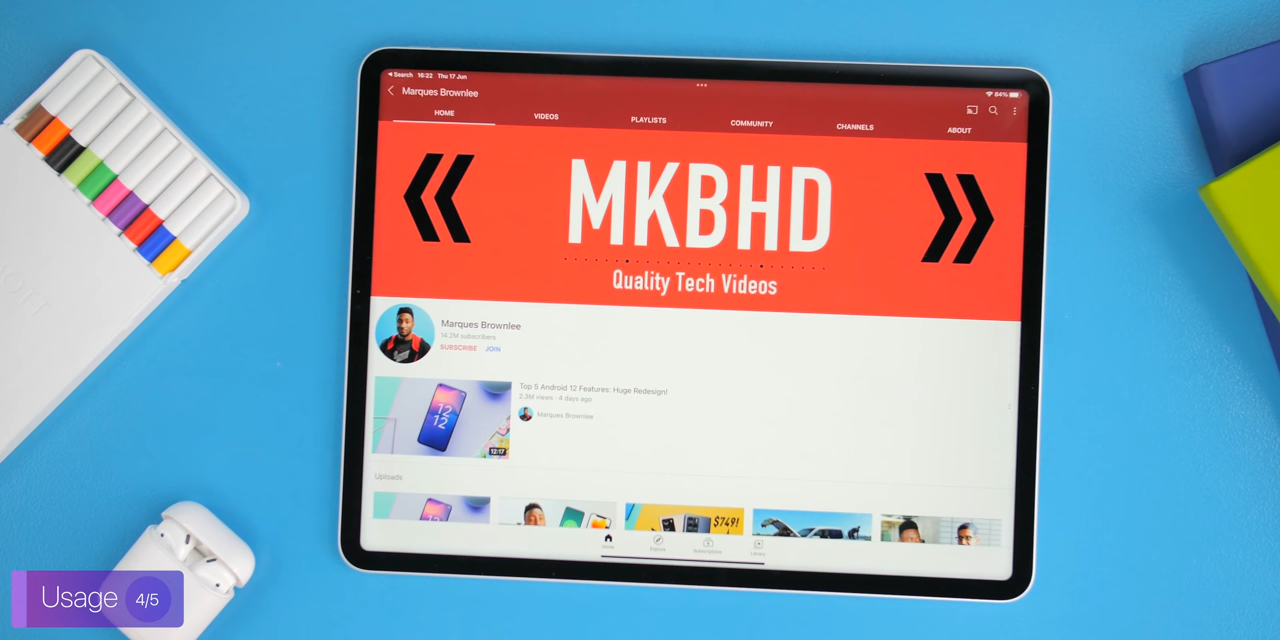 Search 16:22 Thu 17 Jun
84%
Marques Brownlee
HOME
VIDEOS
PLAYLISTS
COMMUNITY
CHANNELS
ABOUT
MKBHD
Quality Tech Videos
Marques Brownlee
14.2M subscribers
SUBSCRIBE JOIN
Top 5 Android 12 Features: Huge Redesign!
2.3M views · 4 days ago
Marques Brownlee
12 12
12:17
Uploads
$749!
Home
Explore
Subscriptions
Library
Usage 4/5